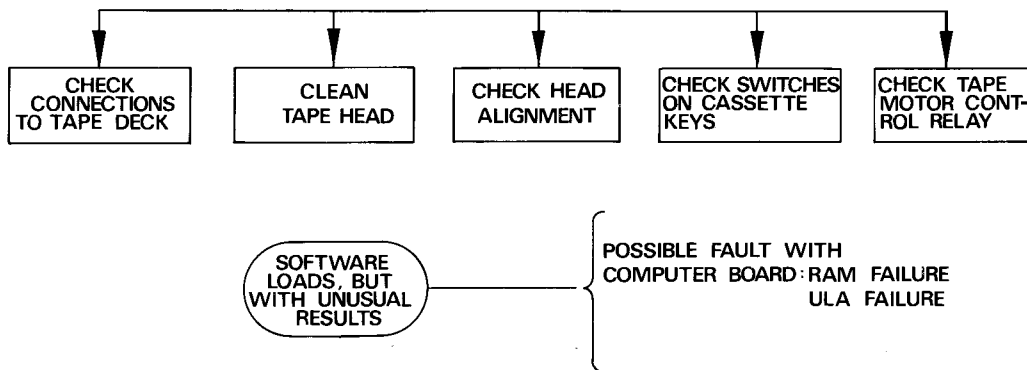 CHECK
CONNECTIONS
TO TAPE DECK
CLEAN
TAPE HEAD
CHECK HEAD
ALIGNMENT
CHECK SWITCHES
ON CASSETTE
KEYS
CHECK TAPE
MOTOR CONT-
ROL RELAY
SOFTWARE
LOADS, BUT
WITH UNUSUAL
RESULTS
POSSIBLE FAULT WITH
COMPUTER BOARD: RAM FAILURE
ULA FAILURE